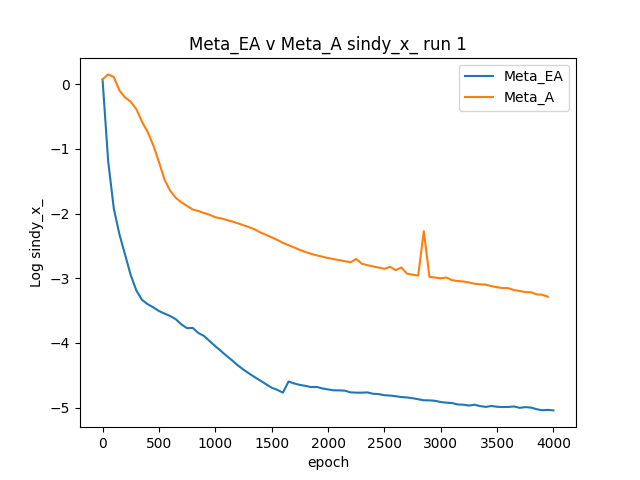 Meta_EA v Meta_A sindy_x_ run 1
Meta_EA
Meta_A
Log sindy_x_
0
−1
−2
−3
−4
−5
0 500 1000 1500 2000 2500 3000 3500 4000
epoch